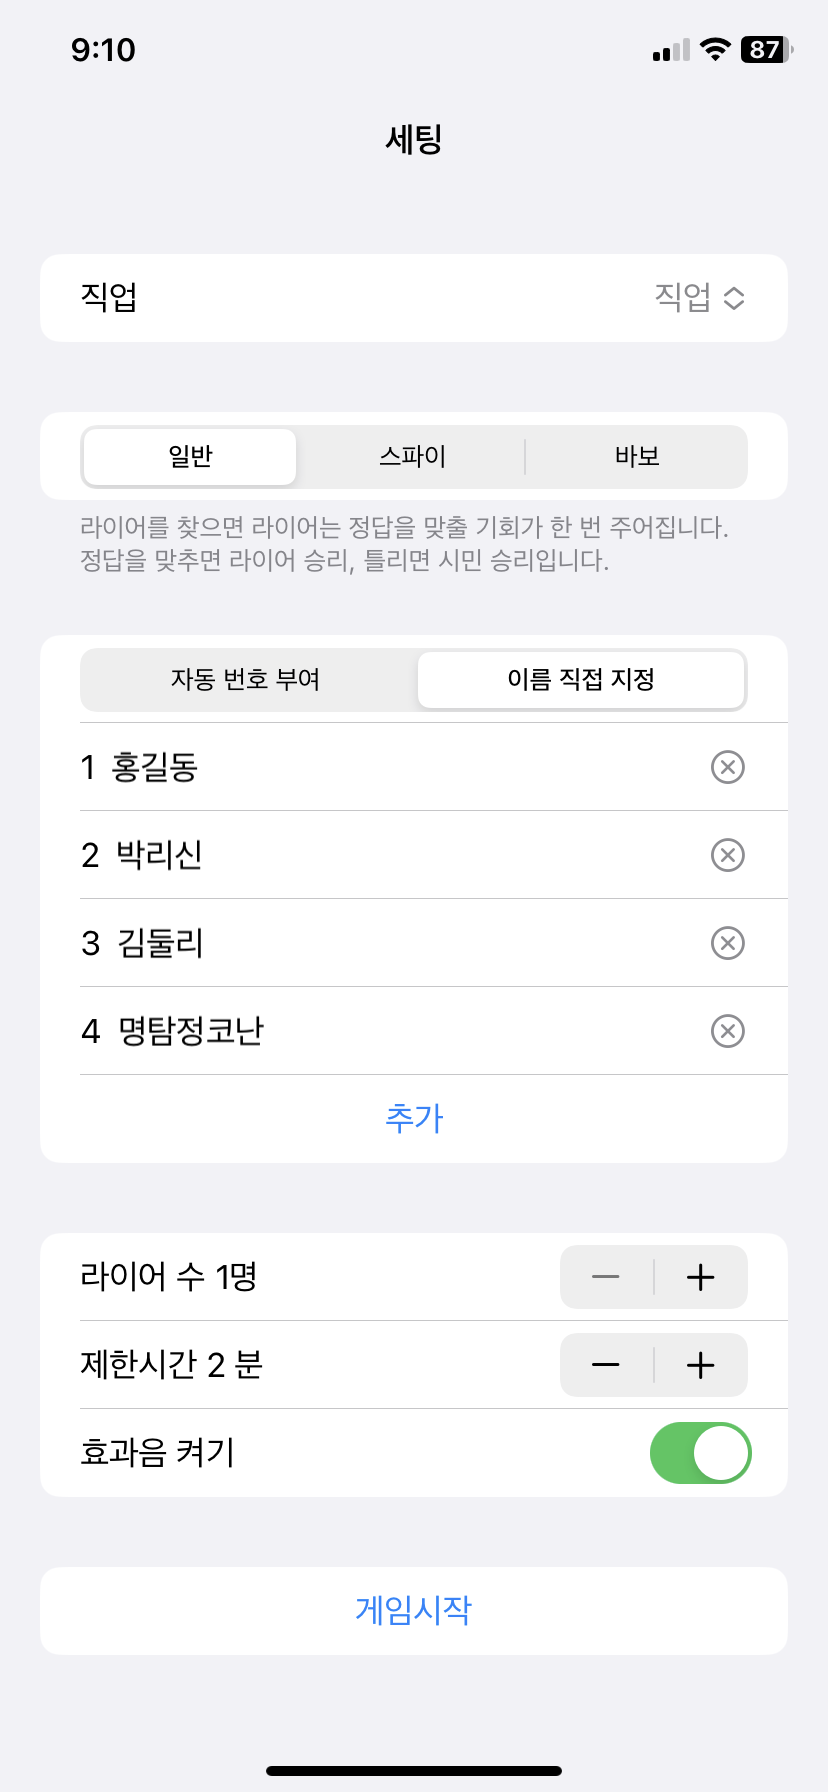 9:10
87
세팅
직업 직업
일반 스파이 바보
라이어를 찾으면 라이어는 정답을 맞출 기회가 한 번 주어집니다.
정답을 맞추면 라이어 승리, 틀리면 시민 승리입니다.
자동 번호 부여 이름 직접 지정
1 홍길동
2 박리신
3 김둘리
4 명탐정코난
추가
라이어 수 1명
제한시간 2 분
효과음 켜기
게임시작